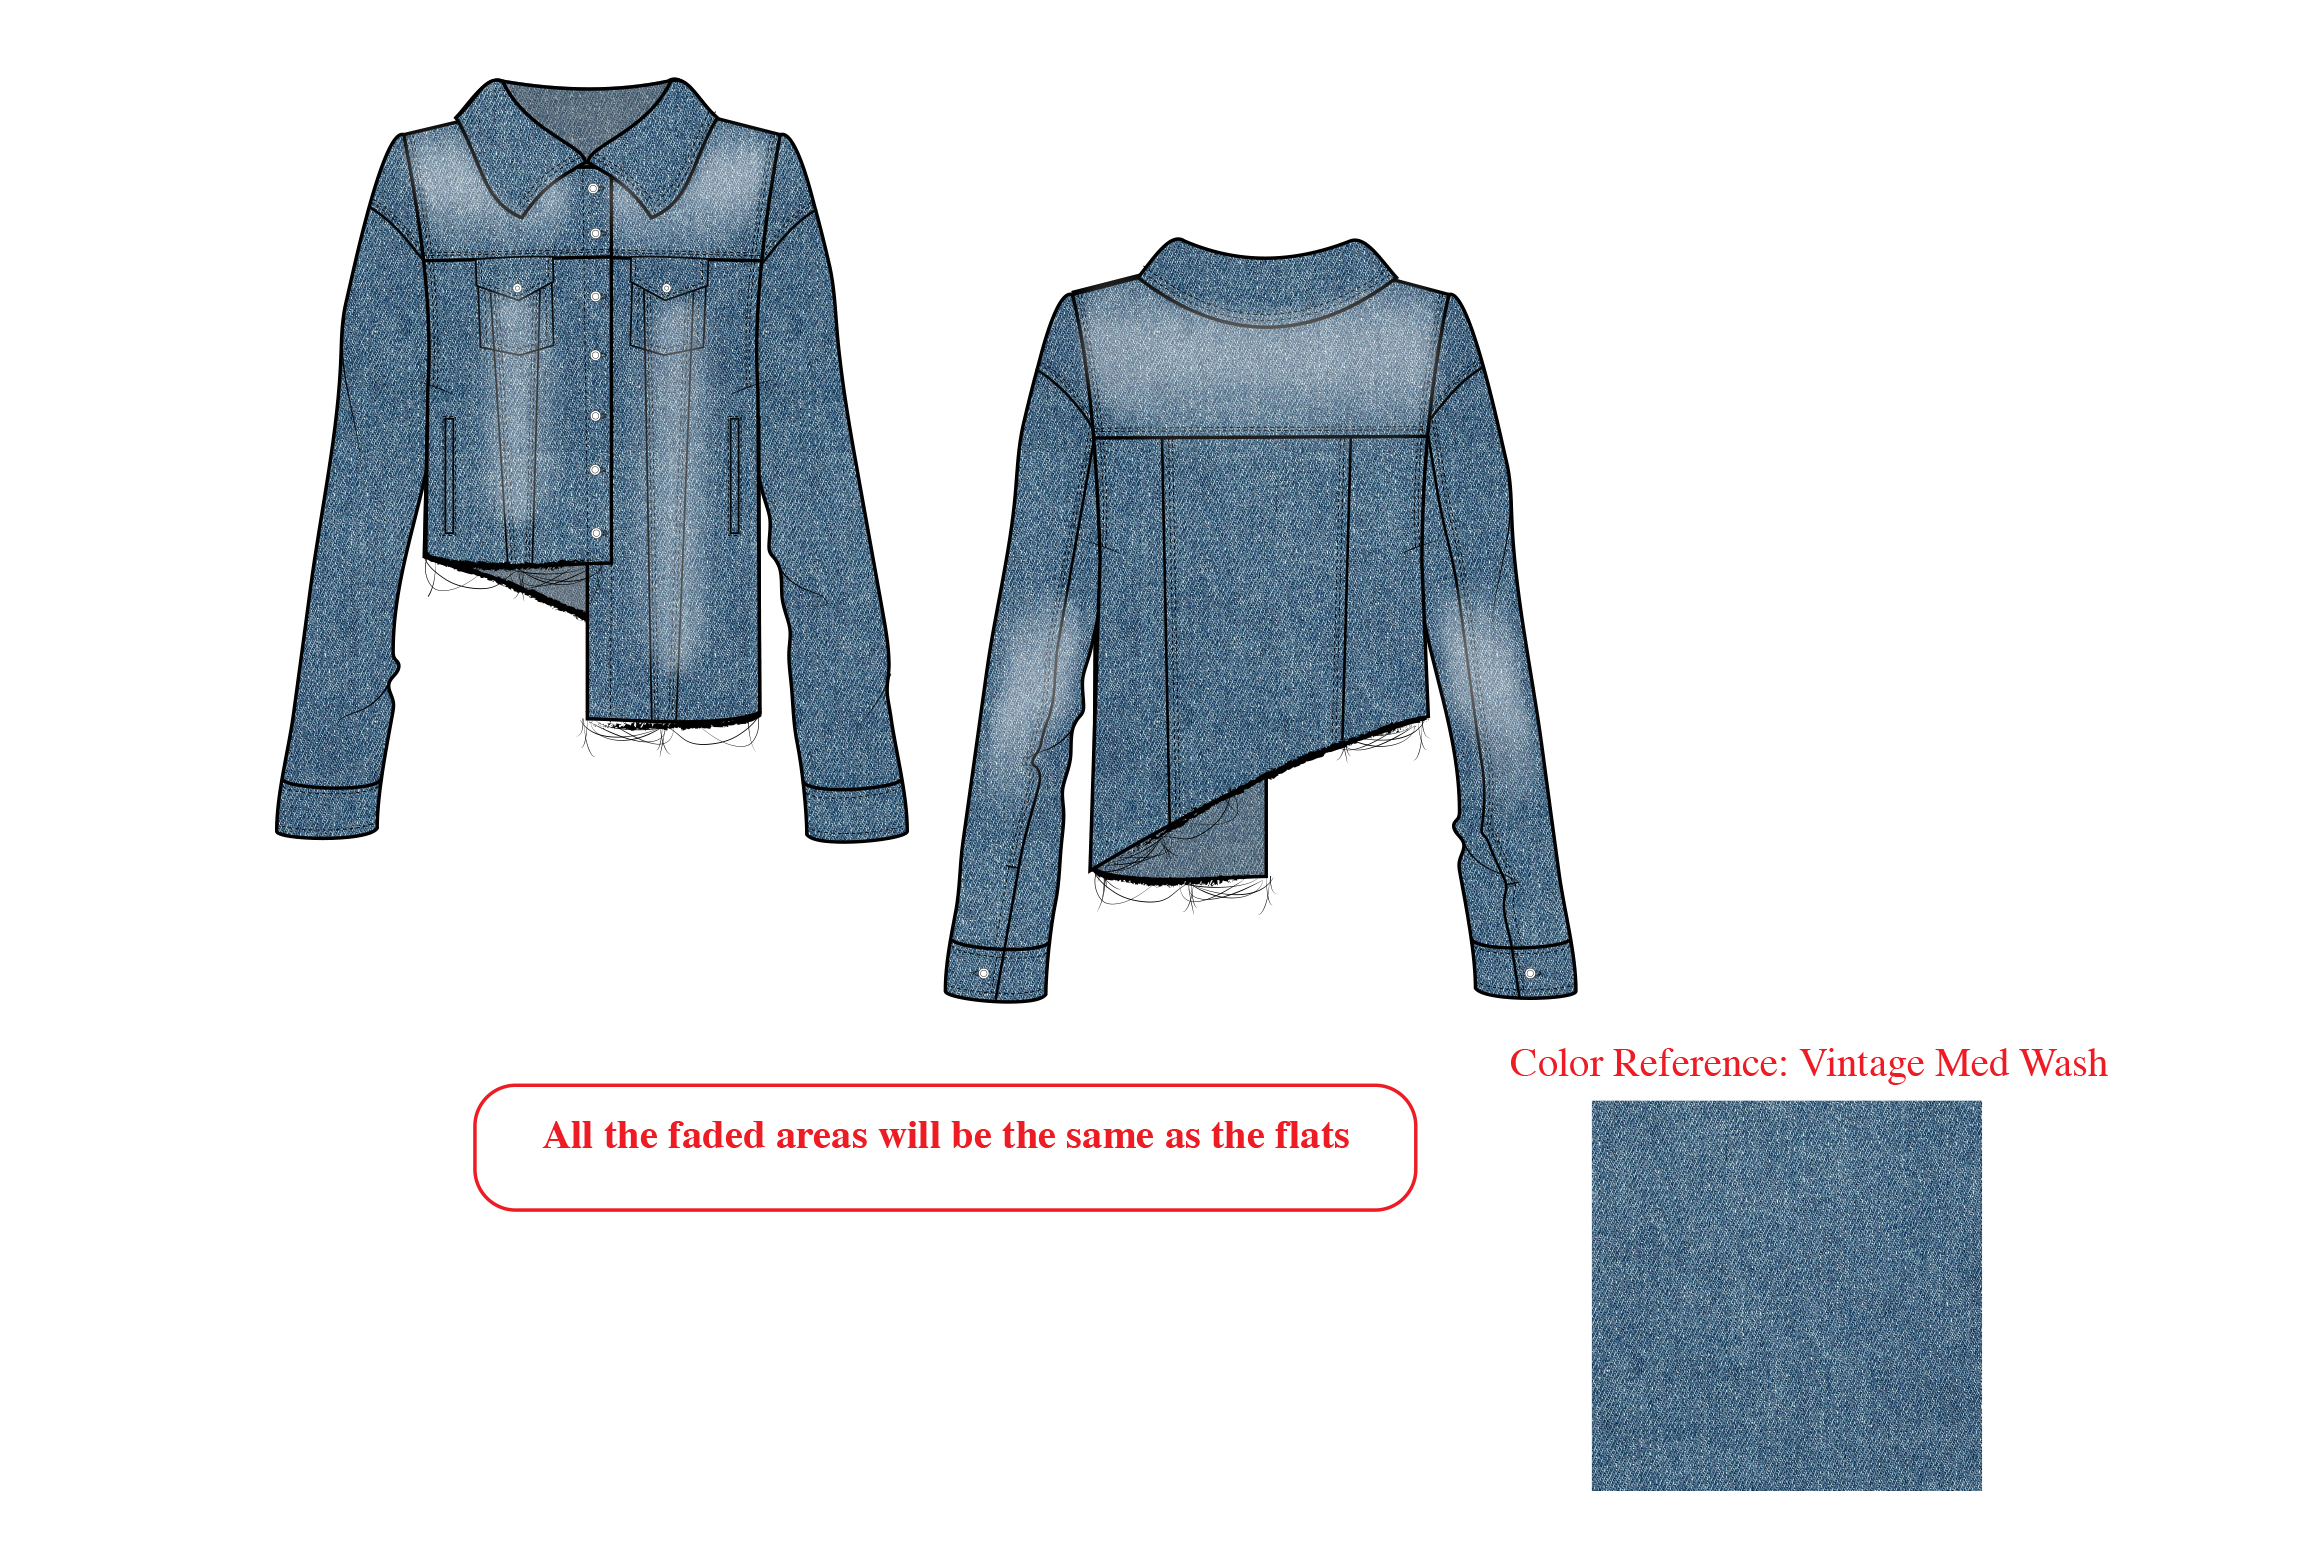 Color Reference: Vintage Med Wash
All the faded areas will be the same as the flats